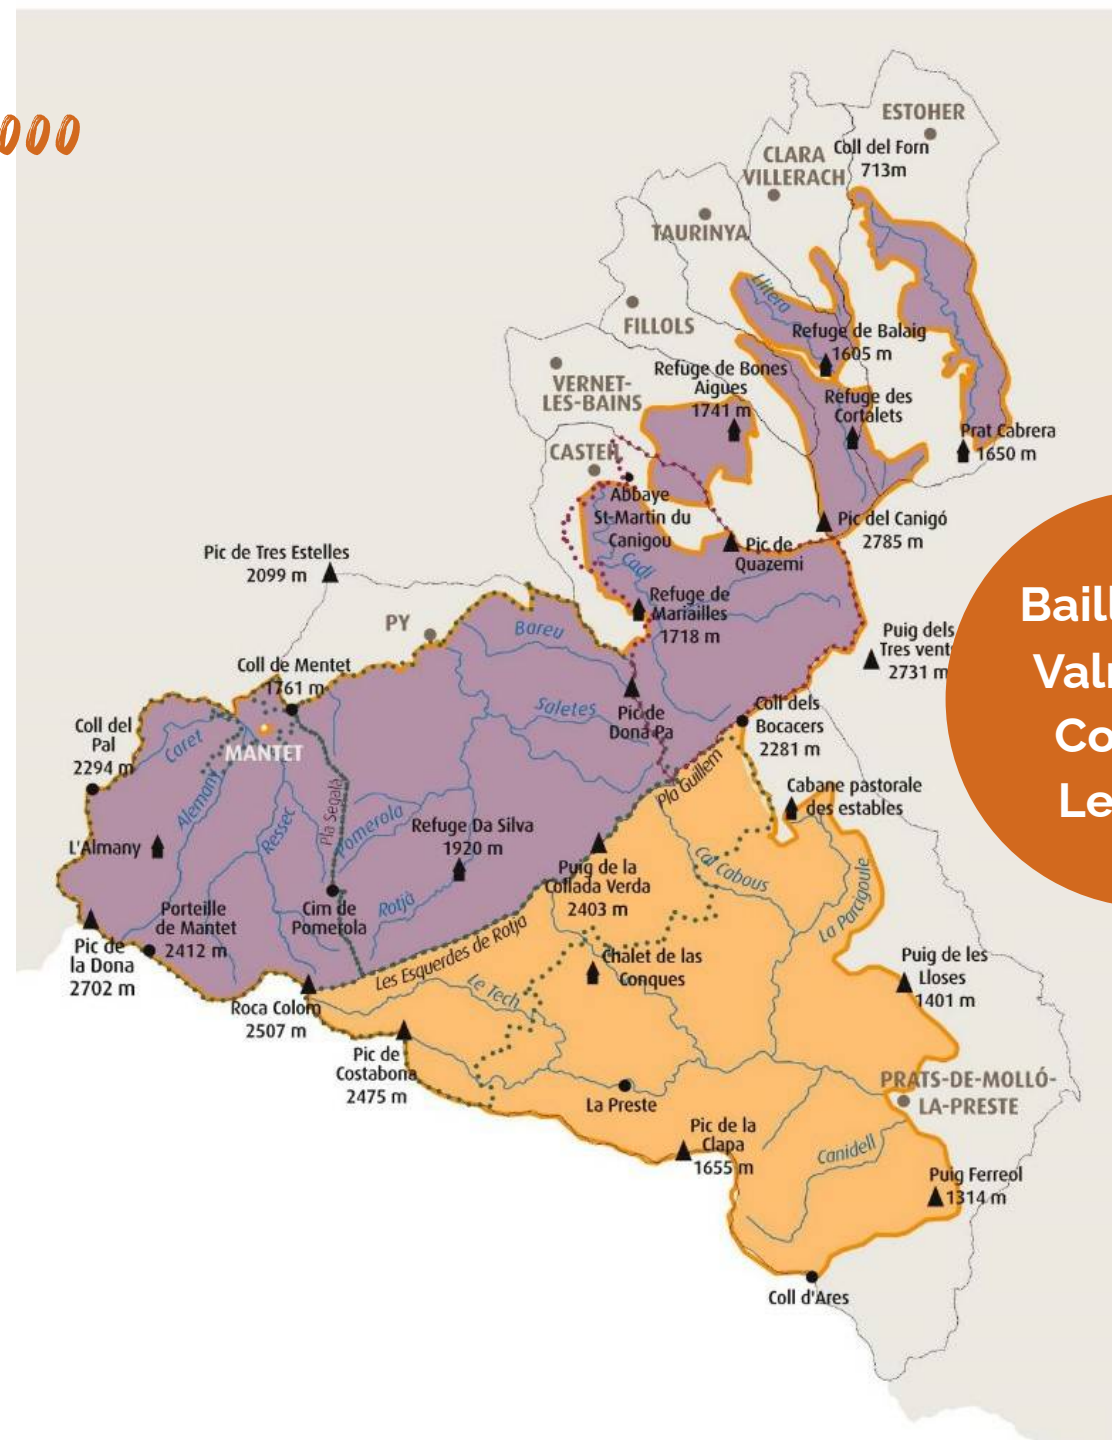 000
ESTOHER
Coll del Forn
713m
CLARA
VILLERACH
TAURINYA
Llitera
FILLOLS
Refuge de Balaig
1605 m
Refuge de Bones
Aigues
1741 m
VERNET-
LES-BAINS
Refuge des
Cortalets
Prat Cabrera
1650 m
CASTEIL
Abbaye
St-Martin du
Canigou
Pic del Canigó
2785 m
Pic de
Quazemi
Cadi
Pic de Tres Estelles
2099 m
Refuge de
Mariailles
1718 m
PY
Bareu
Puig dels
Tres vents
2731 m
Coll de Mentet
1761 m
Saletes
Pic de
Dona Pa
Coll dels
Bocacers
2281 m
Coll del
Pal
2294 m
Caret
MANTET
Alemany
Pla Segala
Pla Guillem
Cabane pastorale
des estables
L'Almany
Ressec
Pomerola
Refuge Da Silva
1920 m
Puig de la
Collada Verda
2403 m
Cal Cabous
La Parcigoule
Porteille
de Mantet
2412 m
Cim de
Pomerola
Rotjà
Pic de
la Dona
2702 m
Les Esquerdes de Rotja
Chalet de las
Conques
Puig de les
Lloses
1401 m
Roca Colom
2507 m
Le Tech
Pic de
Costabona
2475 m
La Preste
PRATS-DE-MOLLÓ-
LA-PRESTE
Pic de la
Clapa
1655 m
Canidell
Puig Ferreol
1314 m
Coll d'Ares
Bail
Val
Co
Le